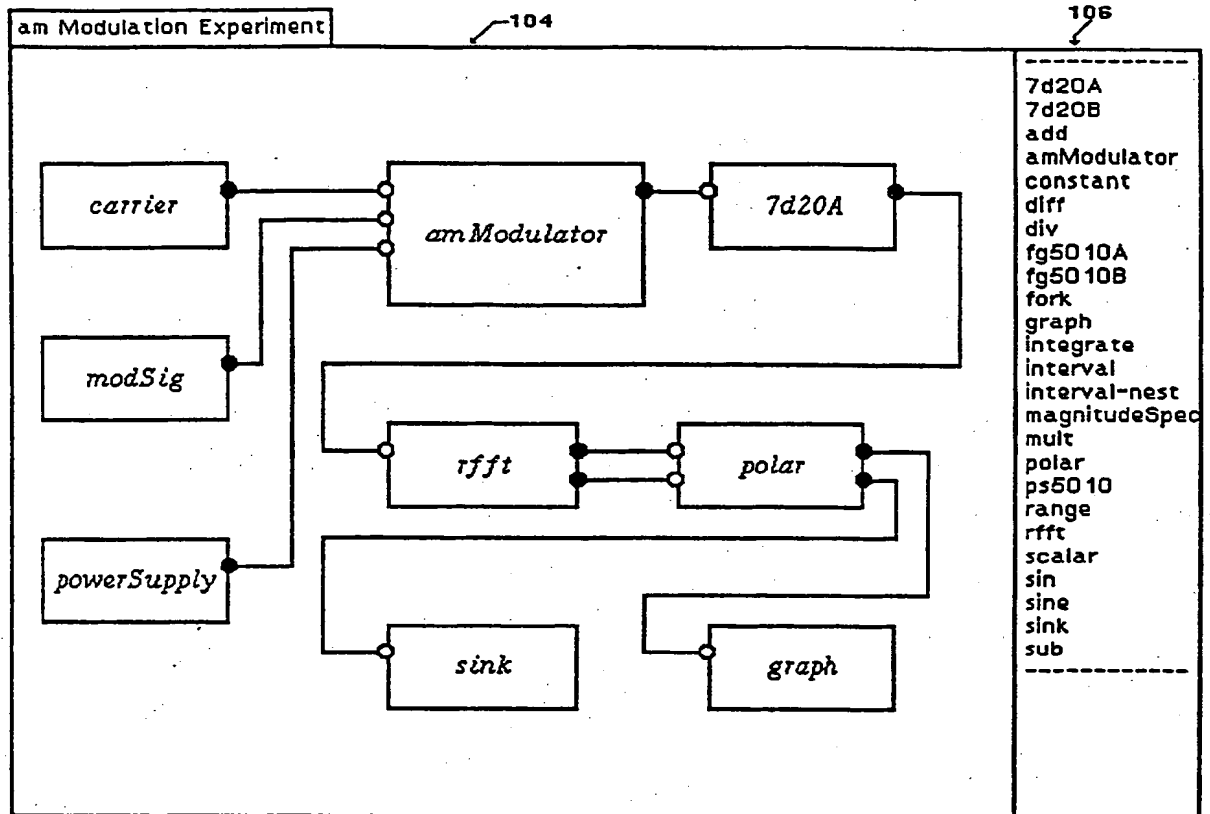 am Modulation Experiment
104
106
carrier
amModulator
7d20A
modSig
rfft
polar
powerSupply
sink
graph
------------
7d20A
7d20B
add
amModulator
constant
diff
div
fg5010A
fg5010B
fork
graph
integrate
interval
interval-nest
magnitudeSpec
mult
polar
ps5010
range
rfft
scalar
sin
sine
sink
sub
------------